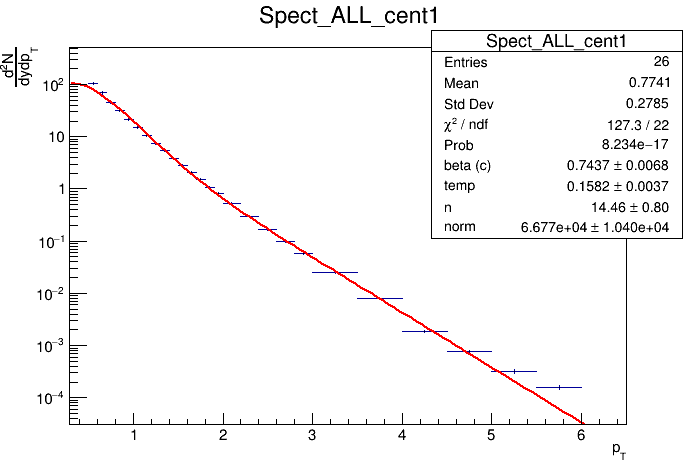 Spect_ALL_cent1
d²N
dydp_T
Spect_ALL_cent1
Entries 26
Mean 0.7741
Std Dev 0.2785
χ² / ndf 127.3 / 22
Prob 8.234e−17
beta (c) 0.7437 ± 0.0068
temp 0.1582 ± 0.0037
n 14.46 ± 0.80
norm 6.677e+04 ± 1.040e+04
10²
10
1
10⁻¹
10⁻²
10⁻³
10⁻⁴
1 2 3 4 5 6
p_T